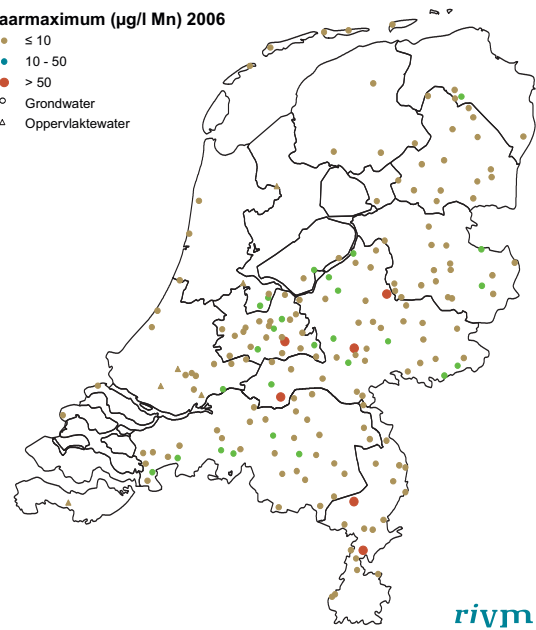 aarmaximum (µg/l Mn) 2006
≤ 10
10 - 50
> 50
Grondwater
Oppervlaktewater
rivm